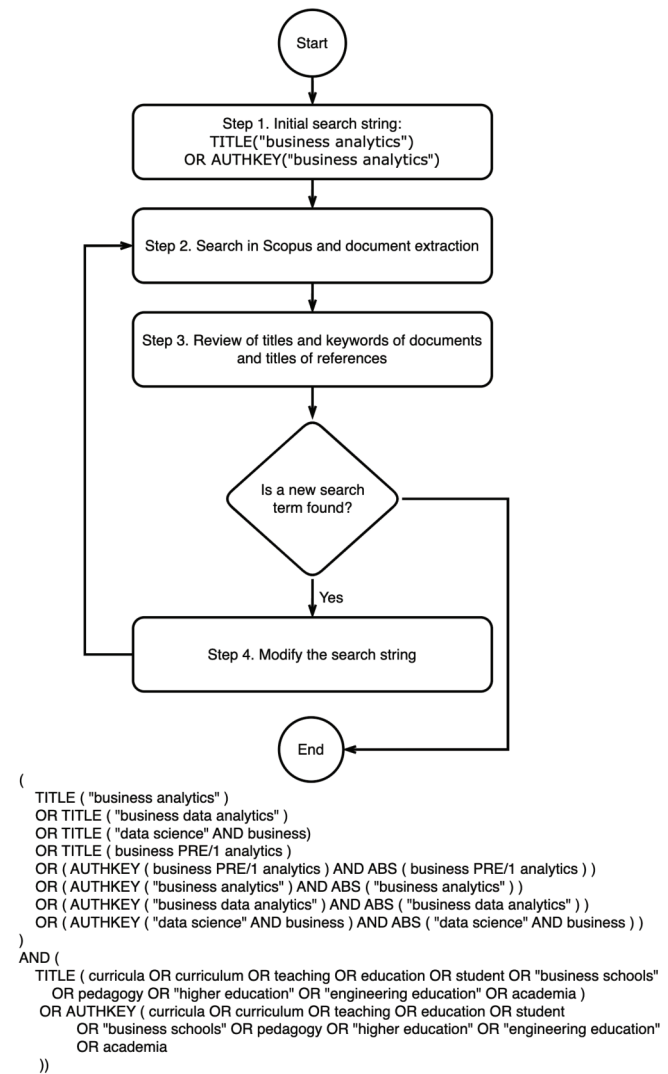 Start
Step 1. Initial search string:
TITLE("business analytics")
OR AUTHKEY("business analytics")
Step 2. Search in Scopus and document extraction
Step 3. Review of titles and keywords of documents
and titles of references
Is a new search
term found?
Yes
Step 4. Modify the search string
End
(
TITLE ( "business analytics" )
OR TITLE ( "business data analytics" )
OR TITLE ( "data science" AND business)
OR TITLE ( business PRE/1 analytics )
OR ( AUTHKEY ( business PRE/1 analytics ) AND ABS ( business PRE/1 analytics ) )
OR ( AUTHKEY ( "business analytics" ) AND ABS ( "business analytics" ) )
OR ( AUTHKEY ( "business data analytics" ) AND ABS ( "business data analytics" ) )
OR ( AUTHKEY ( "data science" AND business ) AND ABS ( "data science" AND business ) )
)
AND (
TITLE ( curricula OR curriculum OR teaching OR education OR student OR "business schools"
OR pedagogy OR "higher education" OR "engineering education" OR academia )
OR AUTHKEY ( curricula OR curriculum OR teaching OR education OR student
OR "business schools" OR pedagogy OR "higher education" OR "engineering education"
OR academia
))